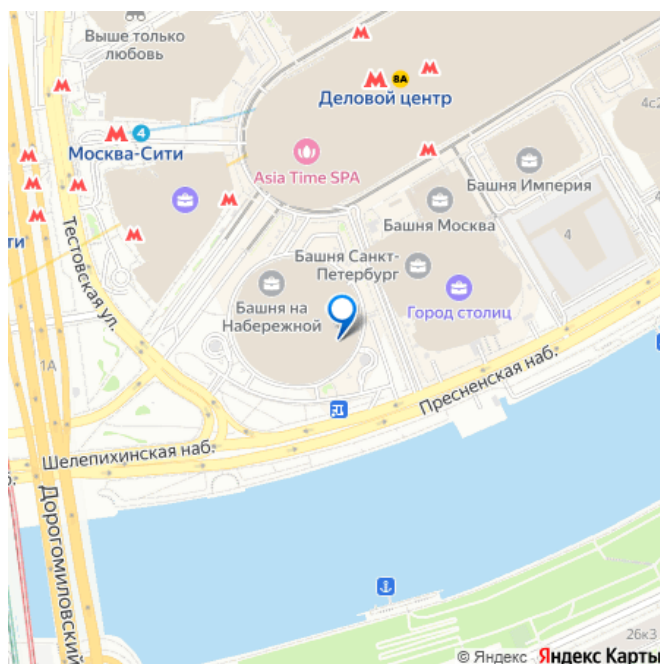 Выше только
любовь
8А
Деловой центр
4с2
4
Москва-Сити
Asia Time SPA
Башня Империя
Башня Москва
4
Тестовская ул.
ти
Башня Санкт-
Петербург
Башня на
Набережной
Город столиц
1А
Пресненская наб.
Шелепихинская наб.
р.
Дорогомиловский
26к3
© Яндекс Яндекс Карты